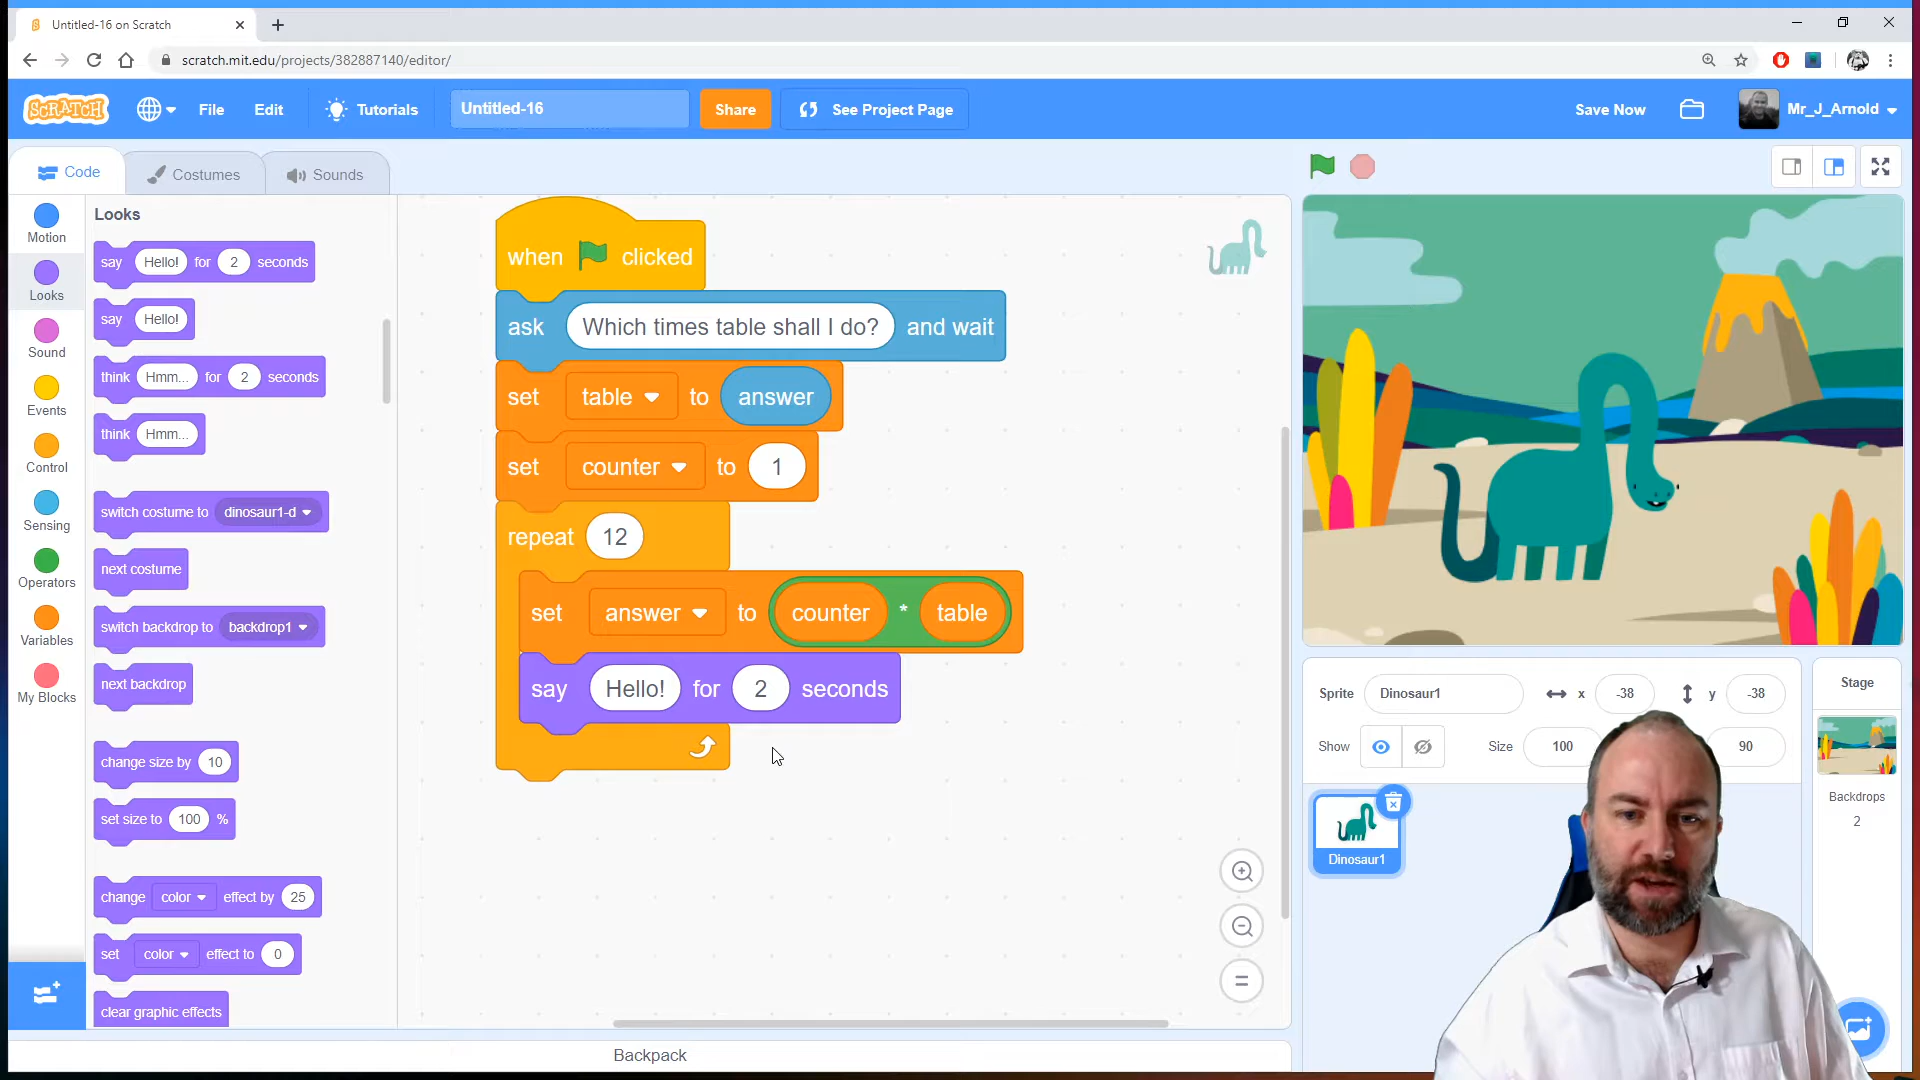 Untitled-16 on Scratch
scratch.mit.edu/projects/382887140/editor/
SCRATCH
File
Edit
Tutorials
Untitled-16
Share
See Project Page
Save Now
Mr_J_Arnold
Code
Costumes
Sounds
Motion
Looks
Sound
Events
Control
Sensing
Operators
Variables
My Blocks
Looks
say Hello! for 2 seconds
say Hello!
think Hmm... for 2 seconds
think Hmm...
switch costume to dinosaur1-d
next costume
switch backdrop to backdrop1
next backdrop
change size by 10
set size to 100 %
change color effect by 25
set color effect to 0
clear graphic effects
when clicked
ask Which times table shall I do? and wait
set table to answer
set counter to 1
repeat 12
set answer to counter * table
say Hello! for 2 seconds
Backpack
Sprite Dinosaur1 x -38 y -38
Show Size 100 90
Dinosaur1
Stage
Backdrops
2